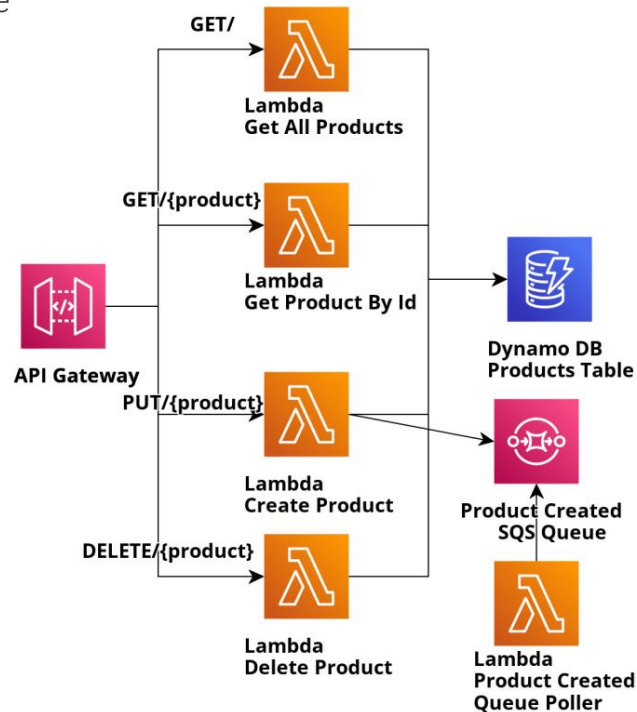 e
GET/
Lambda
Get All Products
GET/{product}
Lambda
Get Product By Id
API Gateway
Dynamo DB
Products Table
PUT/{product}
Lambda
Create Product
Product Created
SQS Queue
DELETE/{product}
Lambda
Delete Product
Lambda
Product Created
Queue Poller